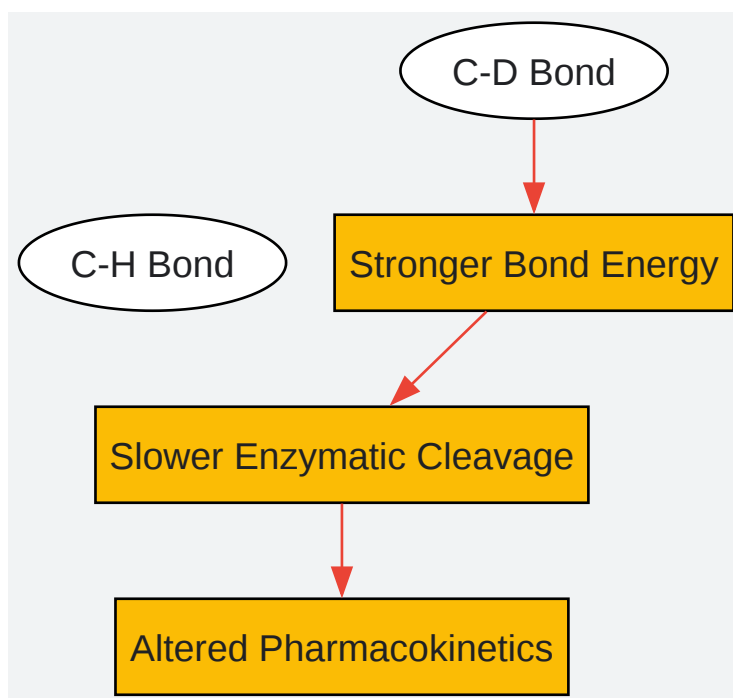 C-D Bond
C-H Bond
Stronger Bond Energy
Slower Enzymatic Cleavage
Altered Pharmacokinetics